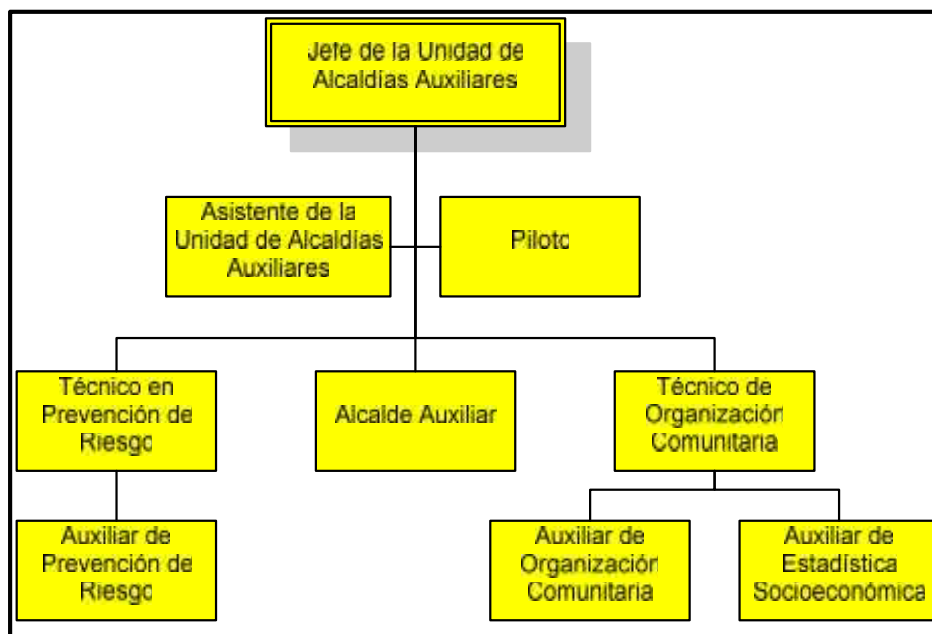 Jefe de la Unidad de
Alcaldías Auxiliares
Asistente de la
Unidad de Alcaldías
Auxiliares
Piloto
Técnico en
Prevención de
Riesgo
Alcalde Auxiliar
Técnico de
Organización
Comunitaria
Auxiliar de
Prevención de
Riesgo
Auxiliar de
Organización
Comunitaria
Auxiliar de
Estadística
Socioeconómica